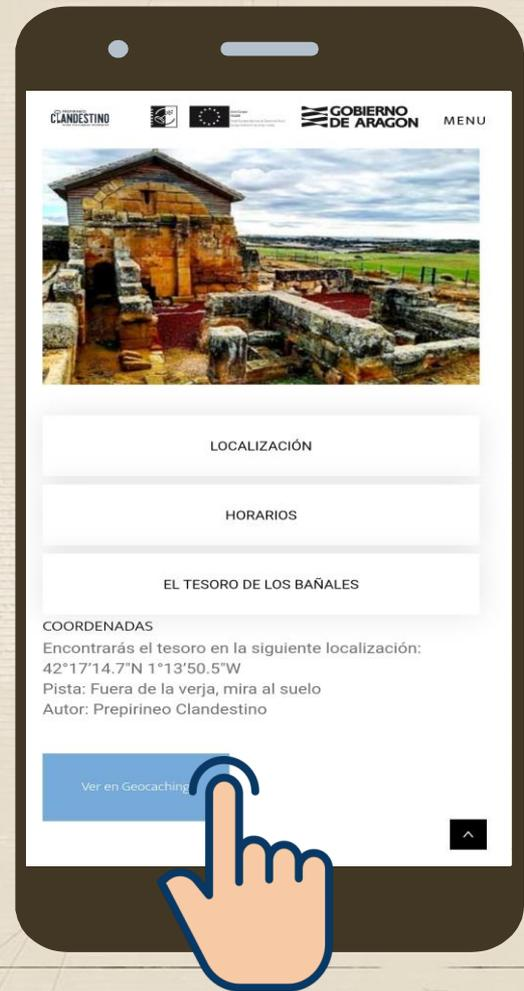 PREPIRINEO
CLANDESTINO
GOBIERNO
DE ARAGON
MENU
LOCALIZACIÓN
HORARIOS
EL TESORO DE LOS BAÑALES
COORDENADAS
Encontrarás el tesoro en la siguiente localización:
42°17'14.7"N 1°13'50.5"W
Pista: Fuera de la verja, mira al suelo
Autor: Prepirineo Clandestino
Ver en Geocaching